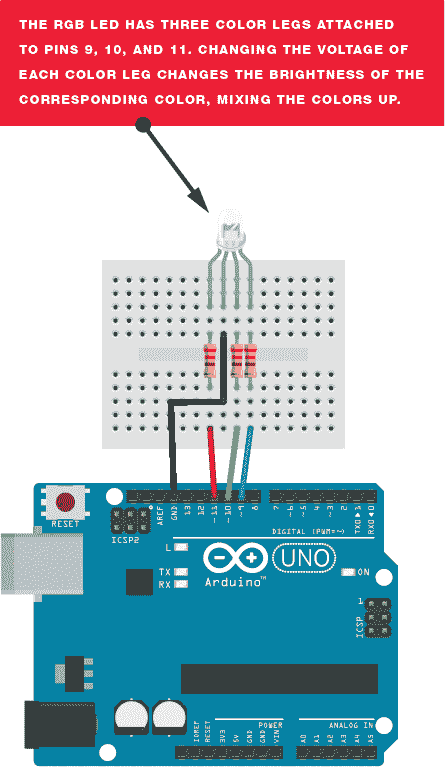 THE RGB LED HAS THREE COLOR LEGS ATTACHED
TO PINS 9, 10, AND 11. CHANGING THE VOLTAGE OF
EACH COLOR LEG CHANGES THE BRIGHTNESS OF THE
CORRESPONDING COLOR, MIXING THE COLORS UP.
RESET
ICSP2
AREF
GND
13
12
~11
~10
~9
8
7
~6
~5
4
~3
2
TXO▶1
RXO◀0
DIGITAL (PWM=~)
L
TX
RX
Arduino™
UNO
ON
1
ICSP
IOREF
RESET
3V3
5V
GND
GND
VIN
POWER
A0
A1
A2
A3
A4
A5
ANALOG IN